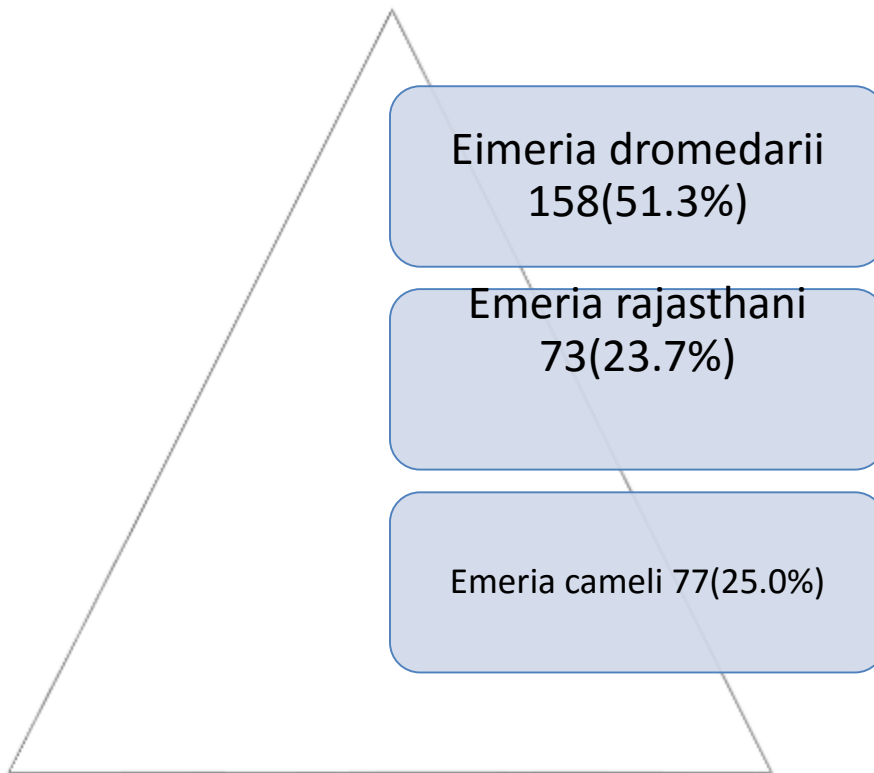 Eimeria dromedarii
158(51.3%)
Emeria rajasthani
73(23.7%)
Emeria cameli 77(25.0%)